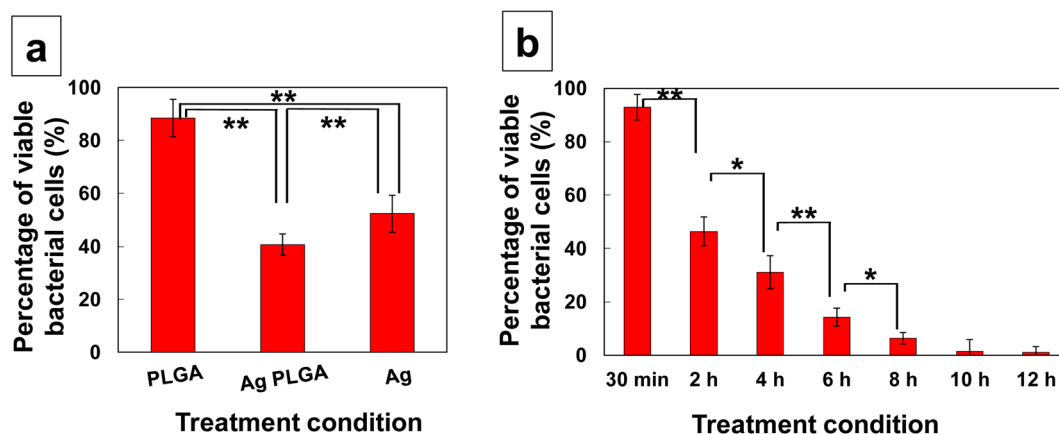 a
Percentage of viable
bacterial cells (%)
100
80
60
40
20
0
**
** **
PLGA Ag PLGA Ag
Treatment condition
b
Percentage of viable
bacterial cells (%)
100
80
60
40
20
0
**
*
**
*
30 min 2 h 4 h 6 h 8 h 10 h 12 h
Treatment condition